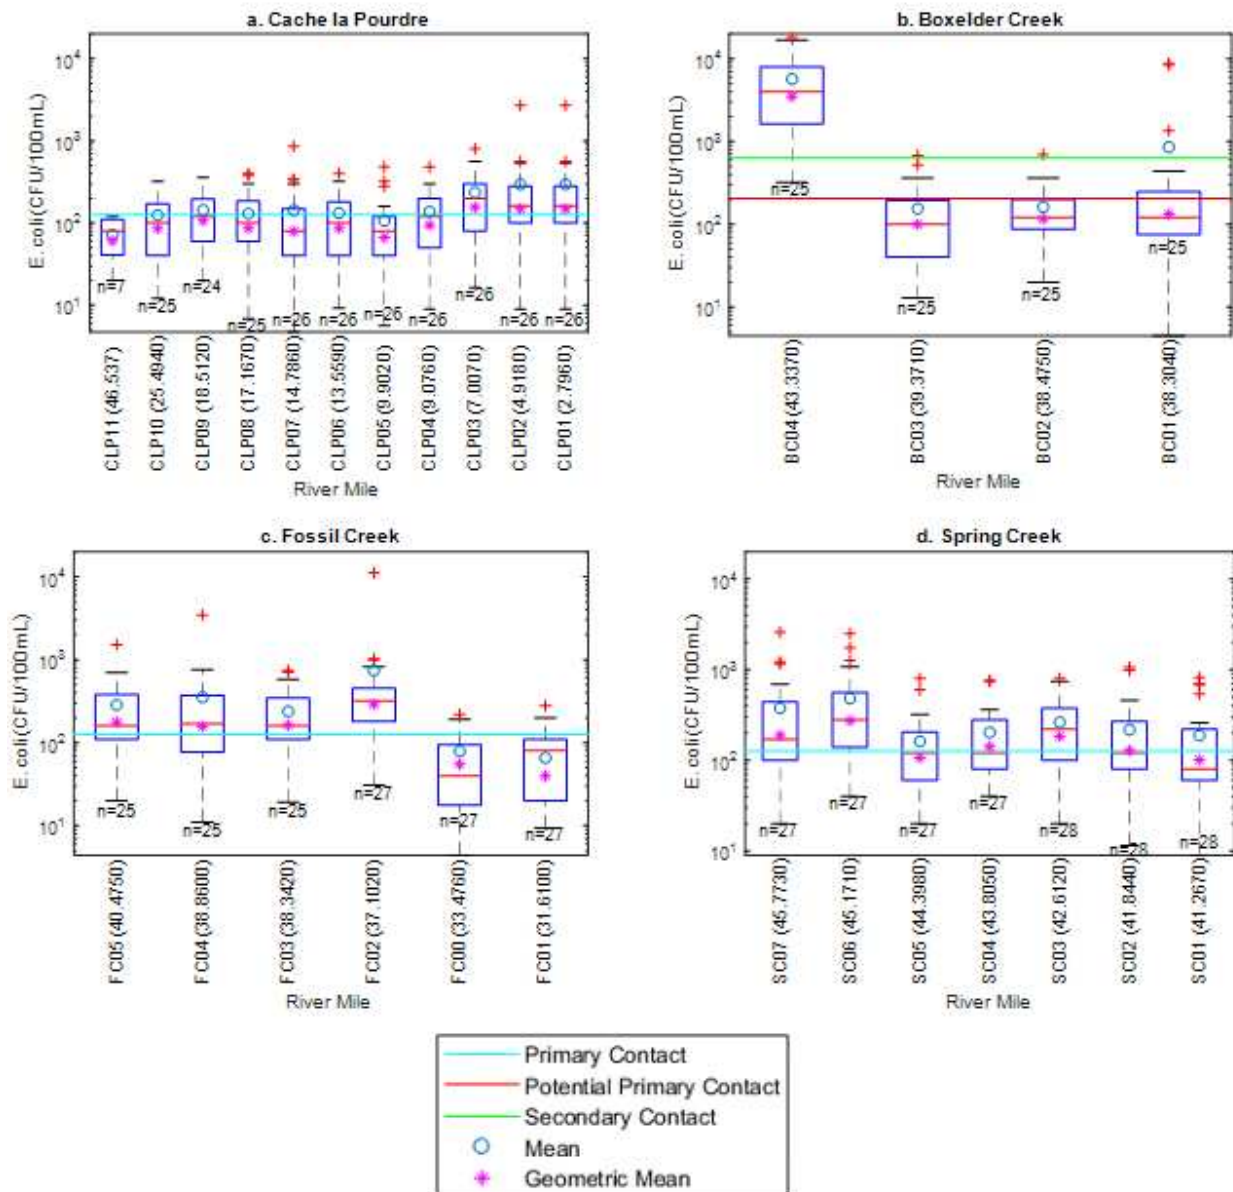 a. Cache la Pourdre
E. coli(CFU/100mL)
10⁴
10³
10²
10¹
n=7
n=25
n=24
n=25
n=26
n=26
n=26
n=26
n=26
n=26
n=26
CLP11 (46.537)
CLP10 (25.4940)
CLP09 (18.5120)
CLP08 (17.1670)
CLP07 (14.7860)
CLP06 (13.5590)
CLP05 (9.9020)
CLP04 (9.0760)
CLP03 (7.0070)
CLP02 (4.9180)
CLP01 (2.7960)
River Mile
b. Boxelder Creek
E. coli(CFU/100mL)
10⁴
10³
10²
10¹
n=25
n=25
n=25
n=25
BC04 (43.3370)
BC03 (39.3710)
BC02 (38.4750)
BC01 (38.3040)
River Mile
c. Fossil Creek
E. coli(CFU/100mL)
10⁴
10³
10²
10¹
n=25
n=25
n=25
n=27
n=27
n=27
FC05 (40.4750)
FC04 (38.8600)
FC03 (38.3420)
FC02 (37.1020)
FC00 (33.4760)
FC01 (31.6100)
River Mile
d. Spring Creek
E. coli(CFU/100mL)
10⁴
10³
10²
10¹
n=27
n=27
n=27
n=27
n=28
n=28
n=28
SC07 (45.7730)
SC06 (45.1710)
SC05 (44.3980)
SC04 (43.8050)
SC03 (42.6120)
SC02 (41.8440)
SC01 (41.2670)
River Mile
Primary Contact
Potential Primary Contact
Secondary Contact
Mean
Geometric Mean